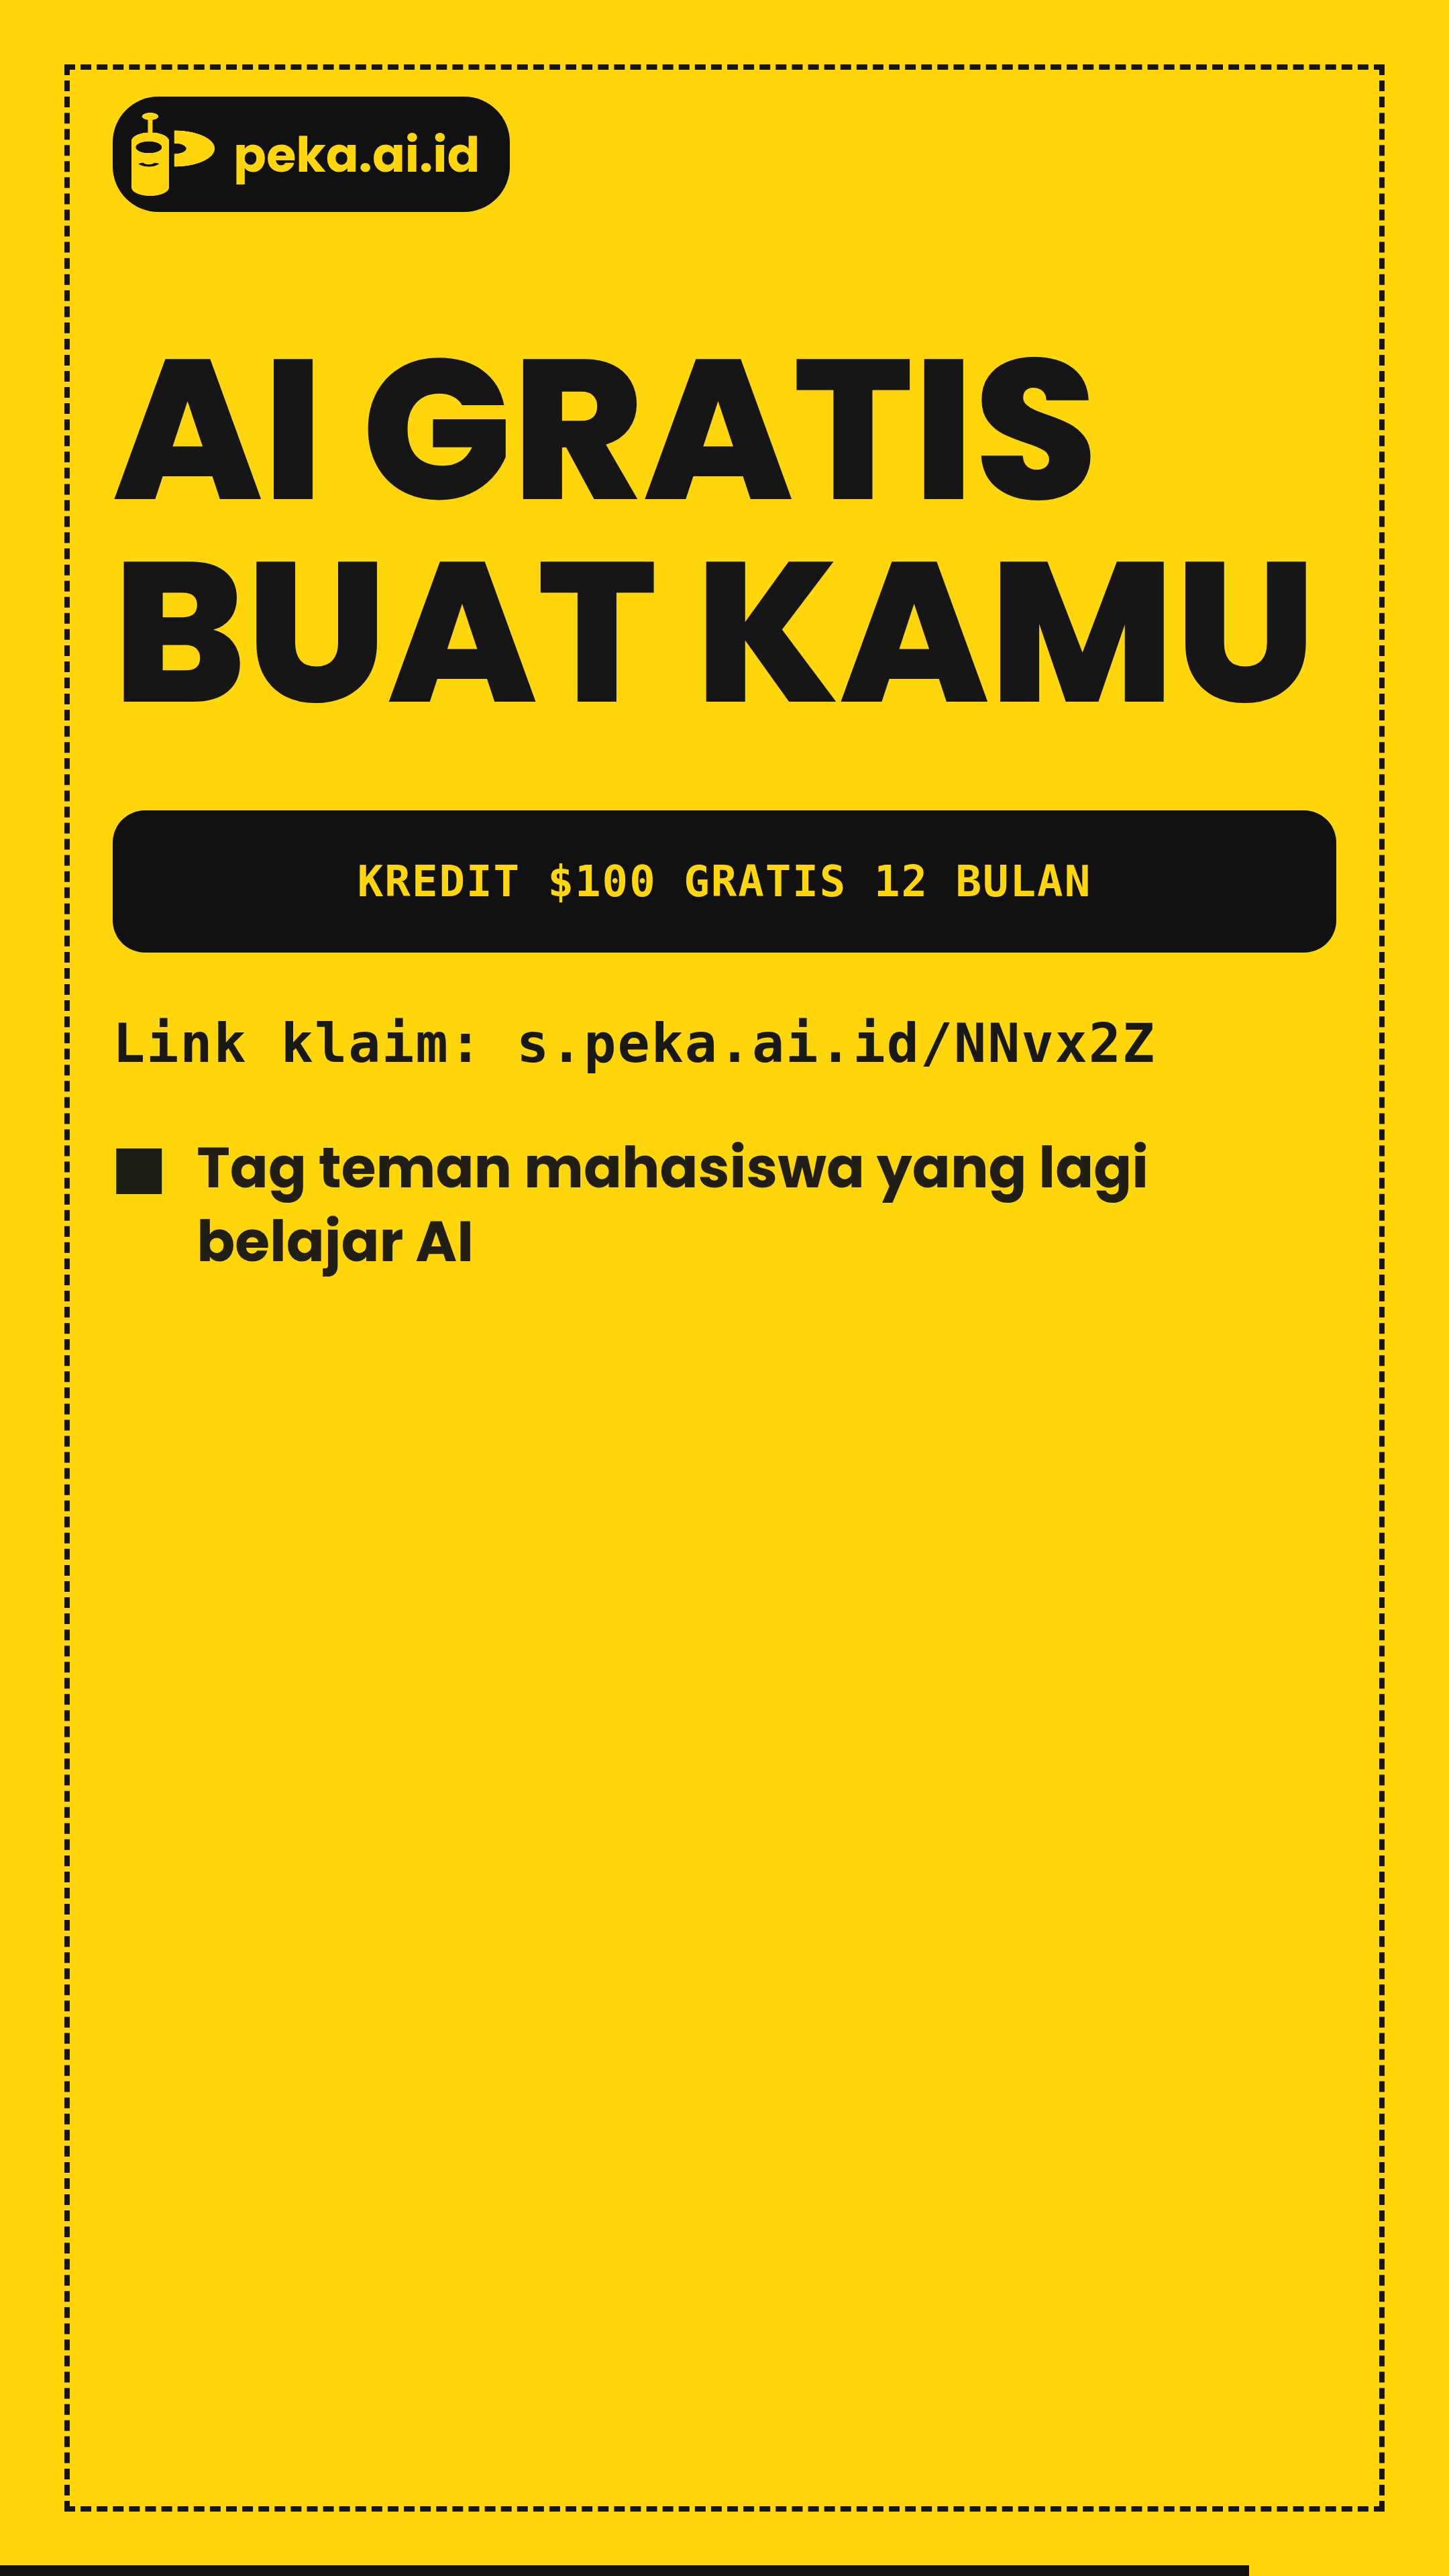 peka.ai.id
AI GRATIS
BUAT KAMU
KREDIT $100 GRATIS 12 BULAN
Link klaim: s.peka.ai.id/NNvx2Z
Tag teman mahasiswa yang lagi
belajar AI